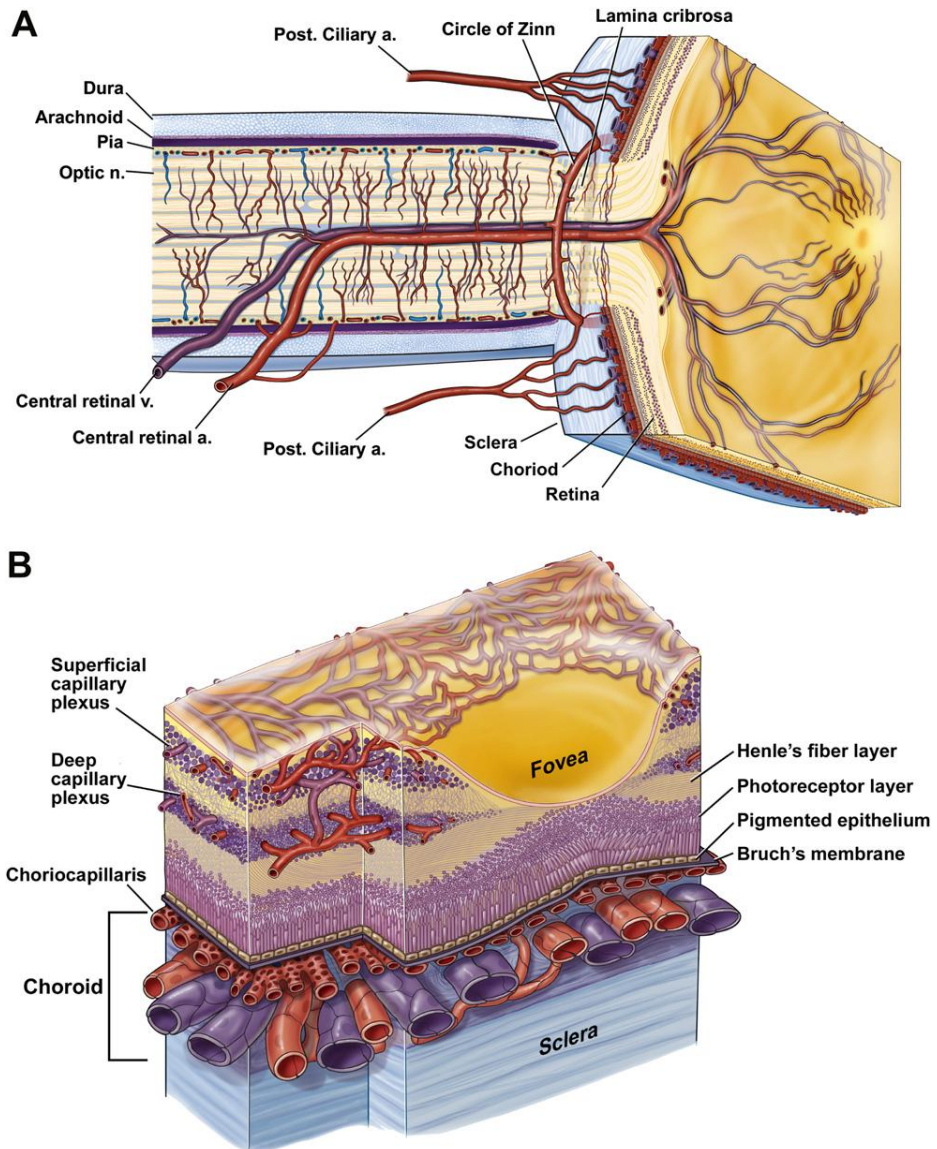 A
Post. Ciliary a.
Circle of Zinn
Lamina cribrosa
Dura
Arachnoid
Pia
Optic n.
Central retinal v.
Central retinal a.
Post. Ciliary a.
Sclera
Choriod
Retina
B
Superficial
capillary
plexus
Deep
capillary
plexus
Choriocapillaris
Choroid
Fovea
Henle's fiber layer
Photoreceptor layer
Pigmented epithelium
Bruch's membrane
Sclera